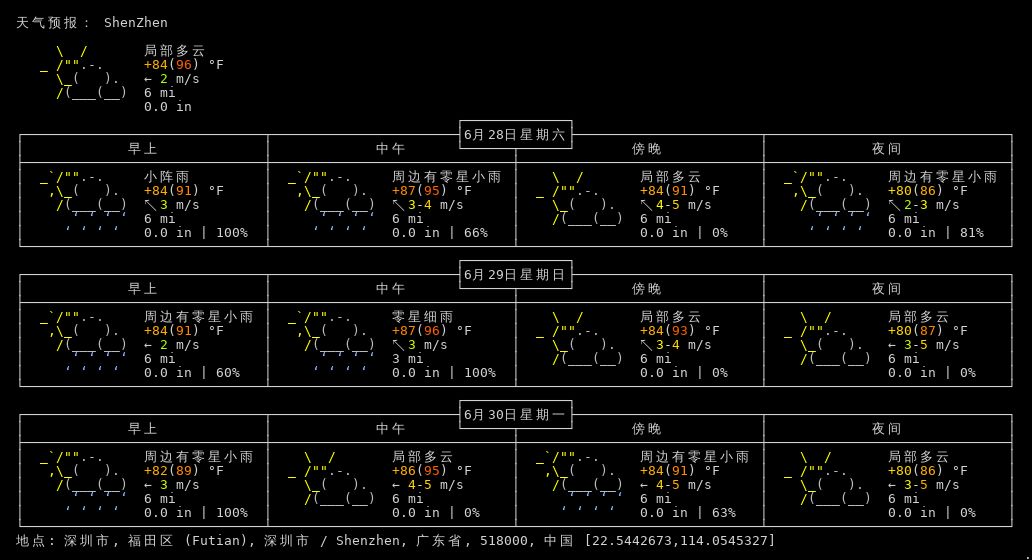 天气预报： ShenZhen
局部多云
+84(96) °F
← 2 m/s
6 mi
0.0 in
6月28日星期六
早上 中午 傍晚 夜间
小阵雨 周边有零星小雨 局部多云 周边有零星小雨
+84(91) °F +87(95) °F +84(91) °F +80(86) °F
↖ 3 m/s ↖ 3-4 m/s ↖ 4-5 m/s ↖ 2-3 m/s
6 mi 6 mi 6 mi 6 mi
0.0 in | 100% 0.0 in | 66% 0.0 in | 0% 0.0 in | 81%
6月29日星期日
早上 中午 傍晚 夜间
周边有零星小雨 零星细雨 局部多云 局部多云
+84(91) °F +87(96) °F +84(93) °F +80(87) °F
← 2 m/s ↖ 3 m/s ↖ 3-4 m/s ← 3-5 m/s
6 mi 3 mi 6 mi 6 mi
0.0 in | 60% 0.0 in | 100% 0.0 in | 0% 0.0 in | 0%
6月30日星期一
早上 中午 傍晚 夜间
周边有零星小雨 局部多云 周边有零星小雨 局部多云
+82(89) °F +86(95) °F +84(91) °F +80(86) °F
← 3 m/s ← 4-5 m/s ← 4-5 m/s ← 3-5 m/s
6 mi 6 mi 6 mi 6 mi
0.0 in | 100% 0.0 in | 0% 0.0 in | 63% 0.0 in | 0%
地点: 深圳市, 福田区 (Futian), 深圳市 / Shenzhen, 广东省, 518000, 中国 [22.5442673,114.0545327]